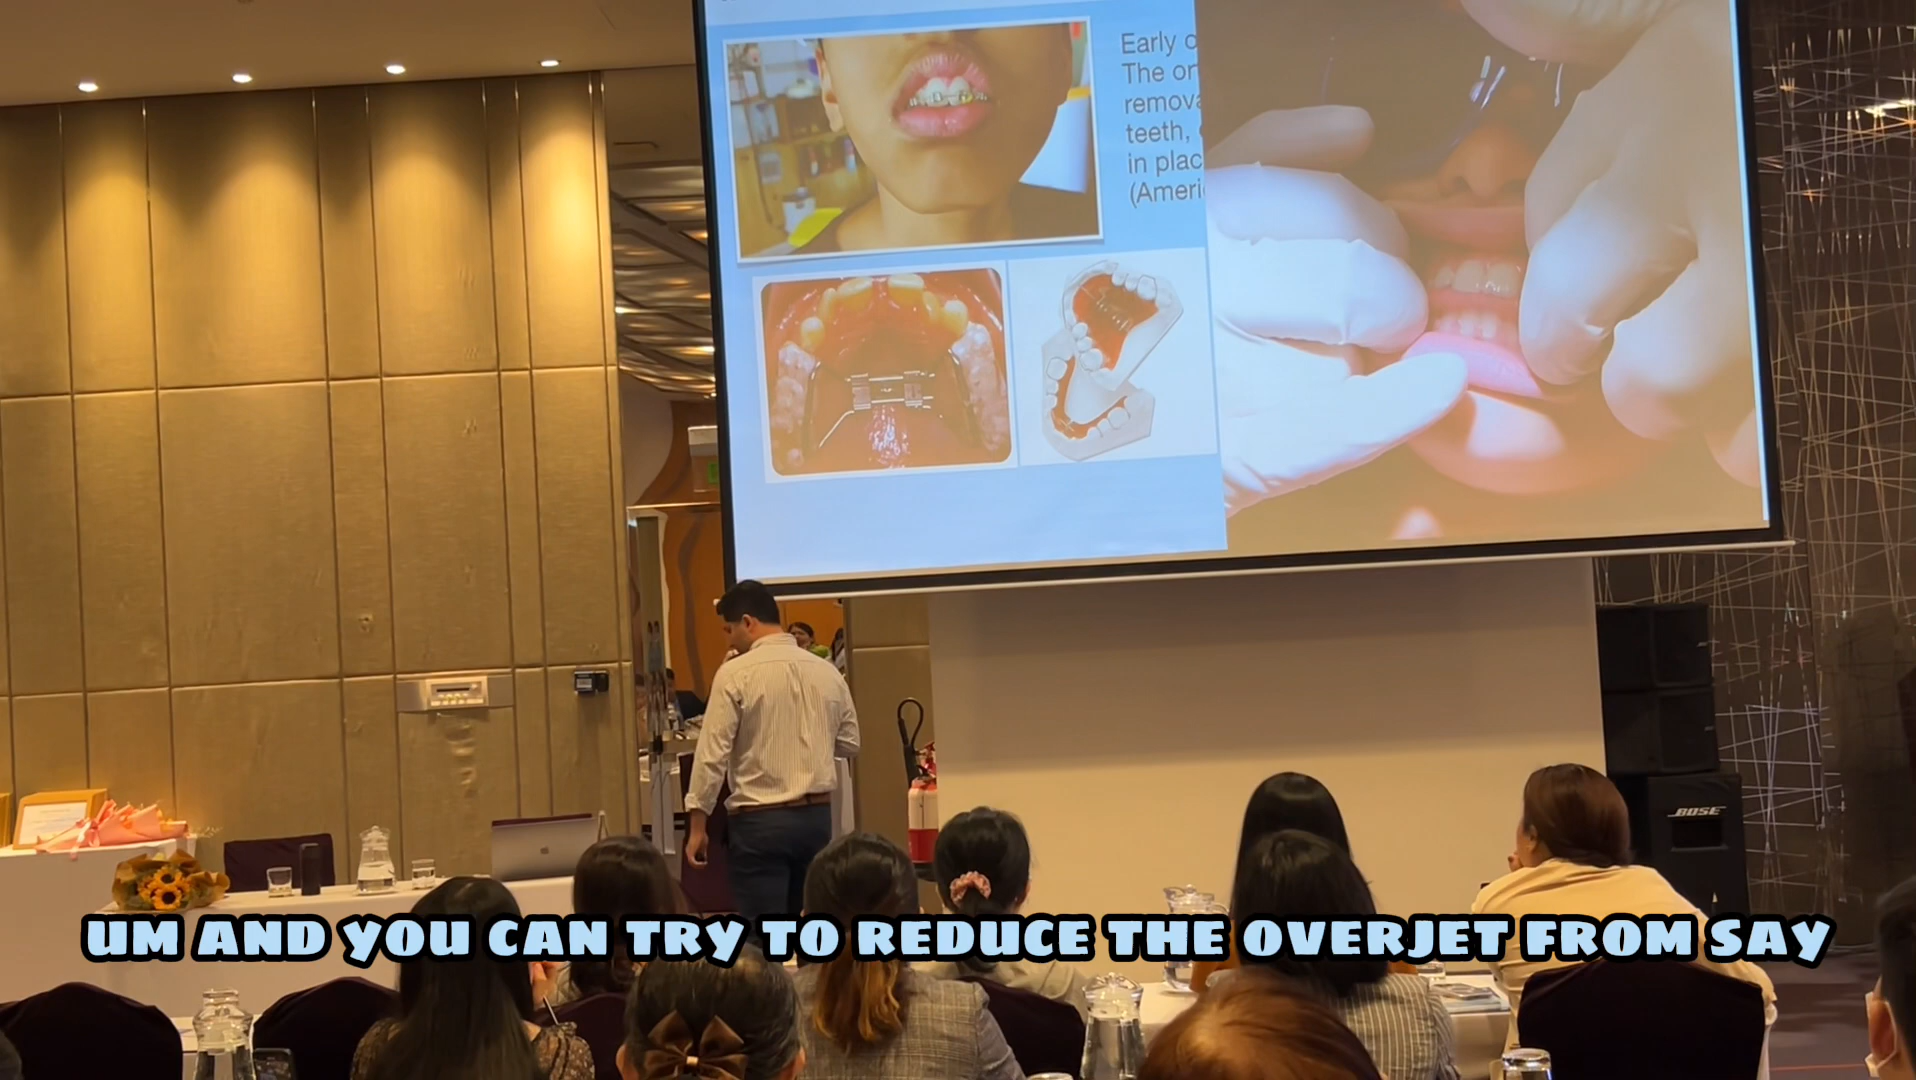 Early o
The or
remova
teeth,
in plac
(Ameri
BOSE
um and you can try to reduce the overjet from say